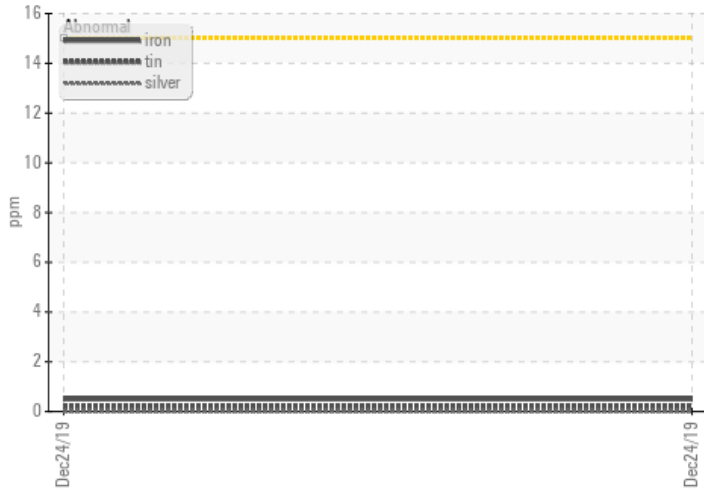 16
Abnormal
iron
tin
silver
14
12
10
8
6
4
2
0
ppm
Dec24/19
Dec24/19